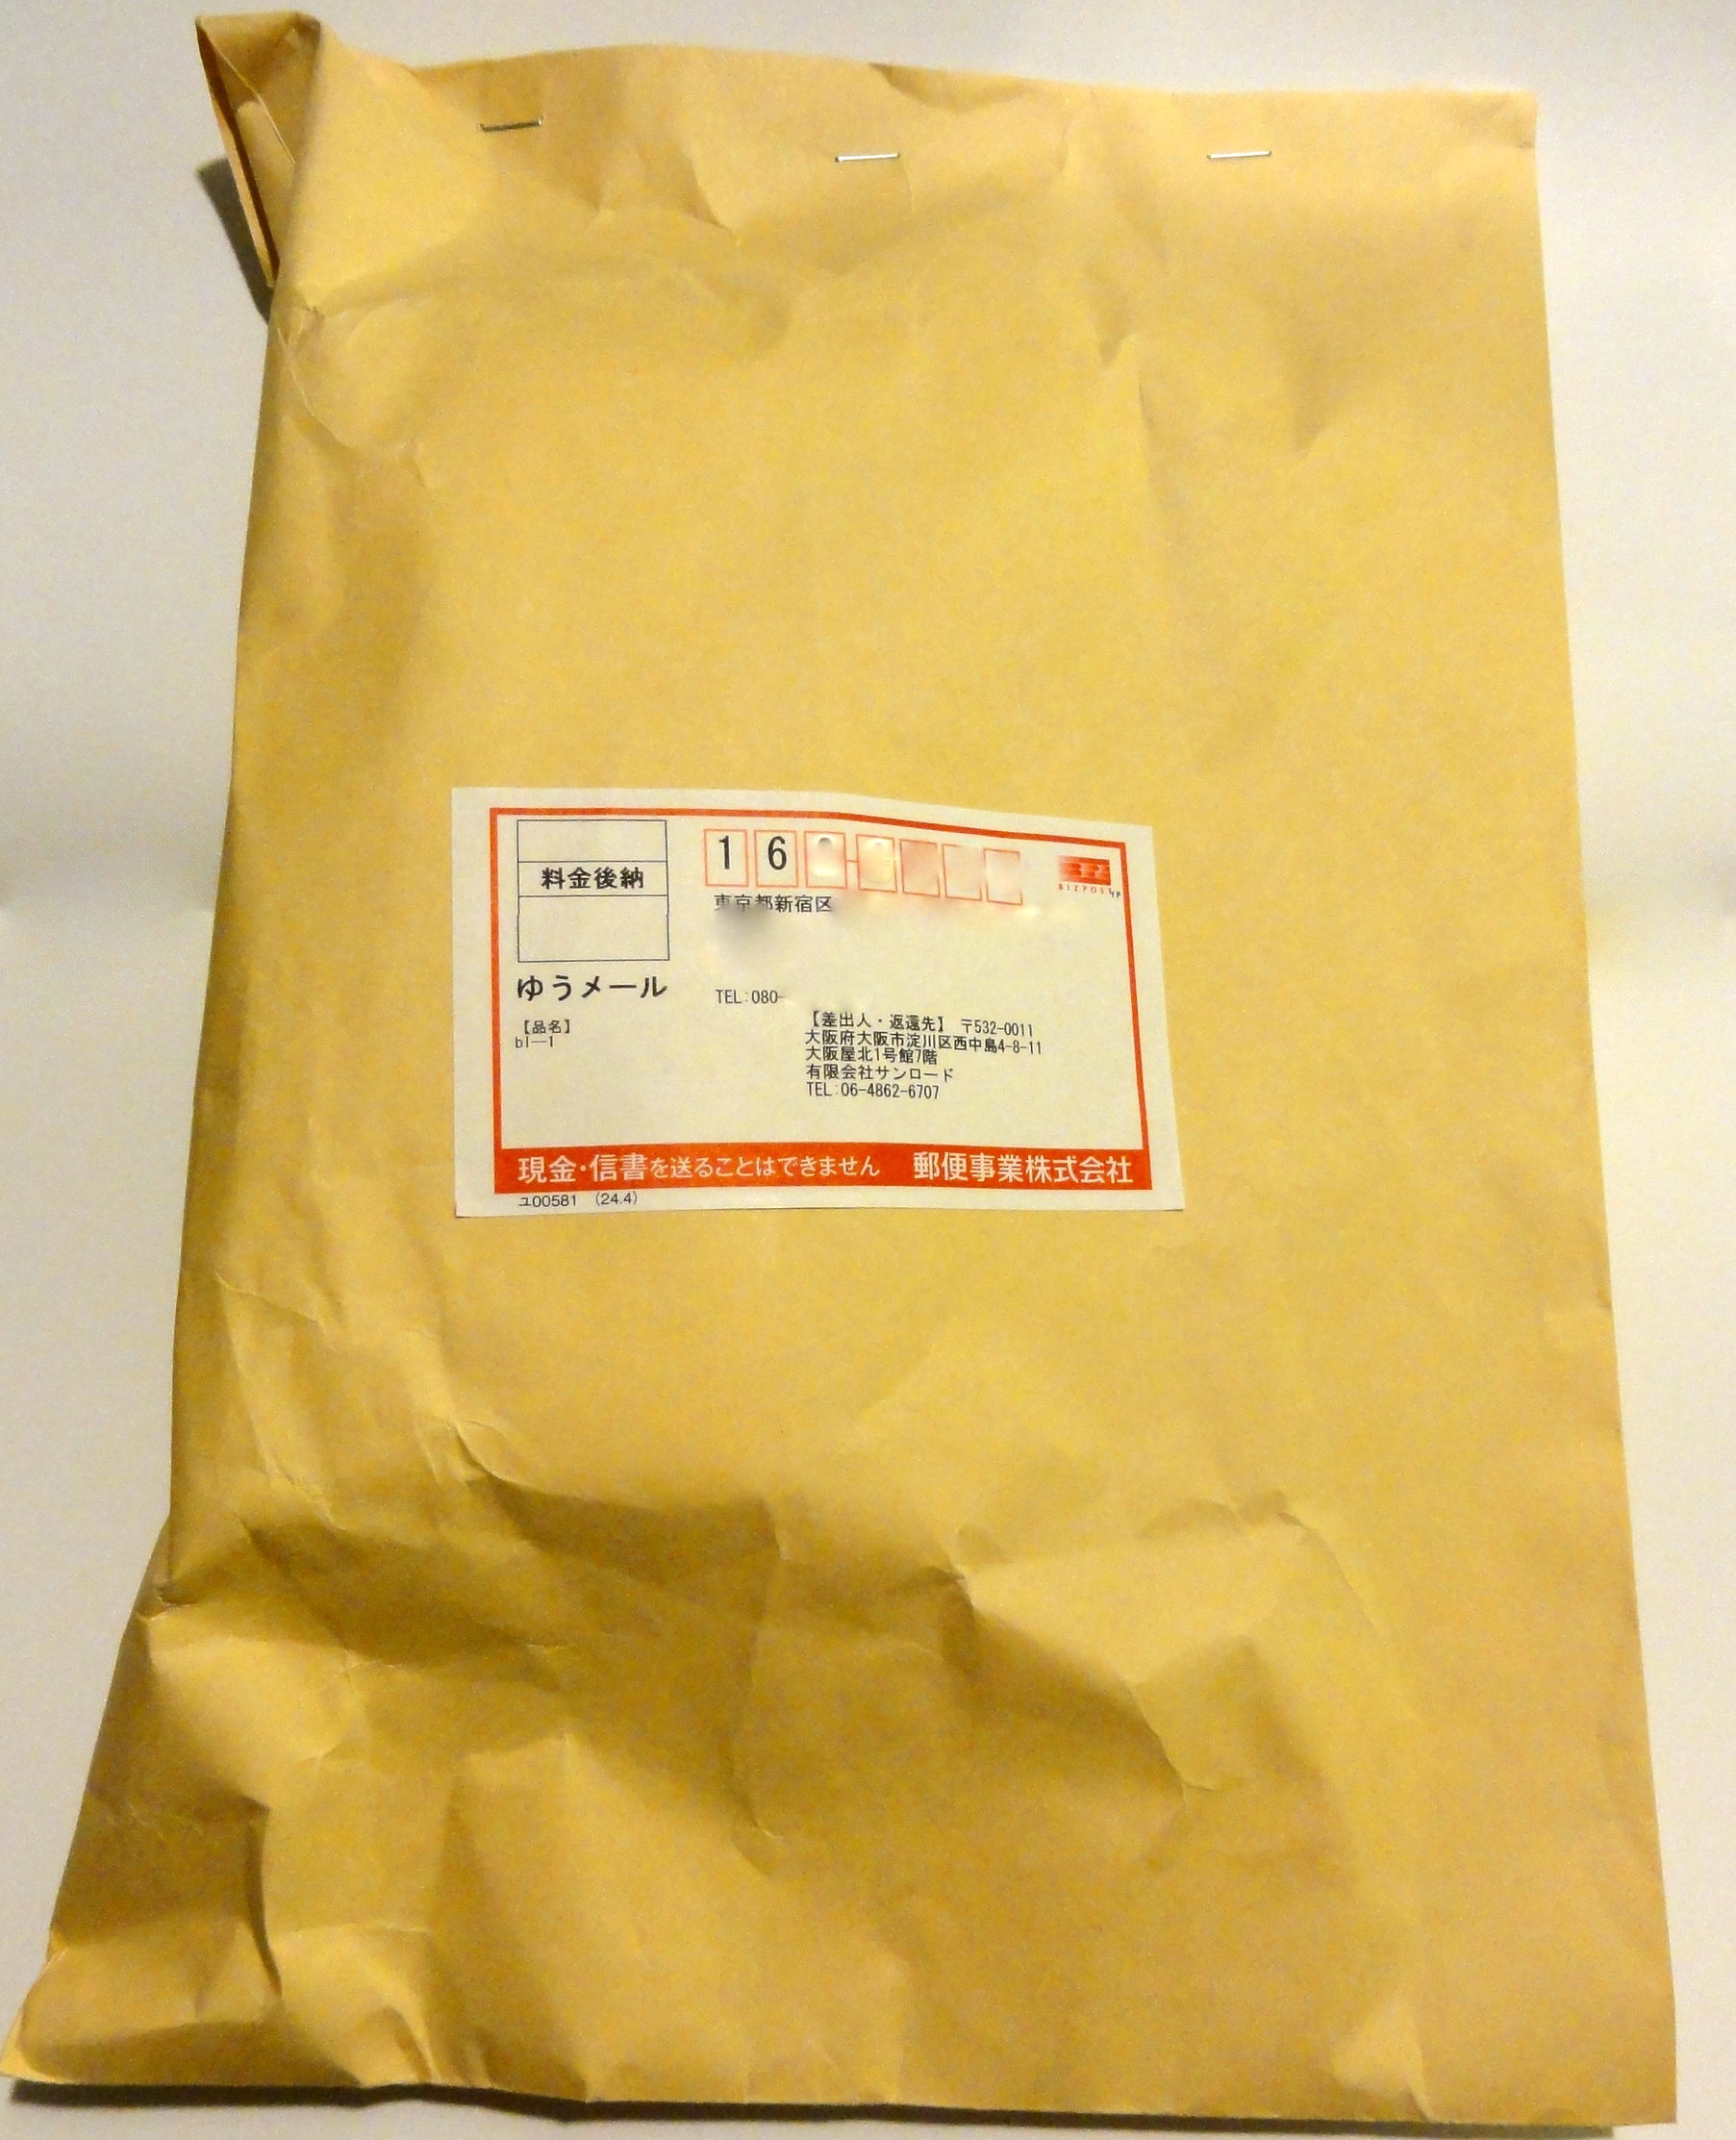 料金後納
16
BIZPOST
東京都新宿区
ゆうメール
TEL:080-
【品名】
bl--1
【差出人・返還先】 〒532-0011
大阪府大阪市淀川区西中島4-8-11
大阪屋北1号館7階
有限会社サンロード
TEL:06-4862-6707
現金・信書を送ることはできません 郵便事業株式会社
ユ00581 (24.4)